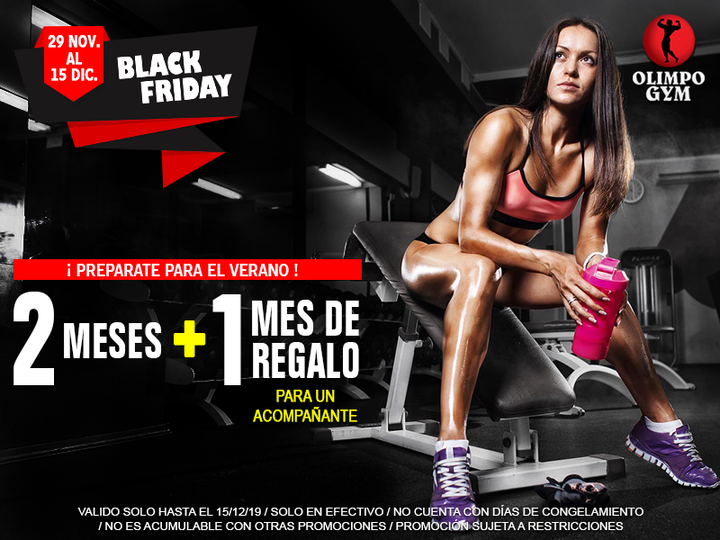 29 NOV.
AL
15 DIC.
BLACK
FRIDAY
OLIMPO
GYM
¡ PREPARATE PARA EL VERANO !
2 MESES + 1 MES DE
REGALO
PARA UN
ACOMPAÑANTE
VALIDO SOLO HASTA EL 15/12/19 / SOLO EN EFECTIVO / NO CUENTA CON DÍAS DE CONGELAMIENTO
/ NO ES ACUMULABLE CON OTRAS PROMOCIONES / PROMOCIÓN SUJETA A RESTRICCIONES